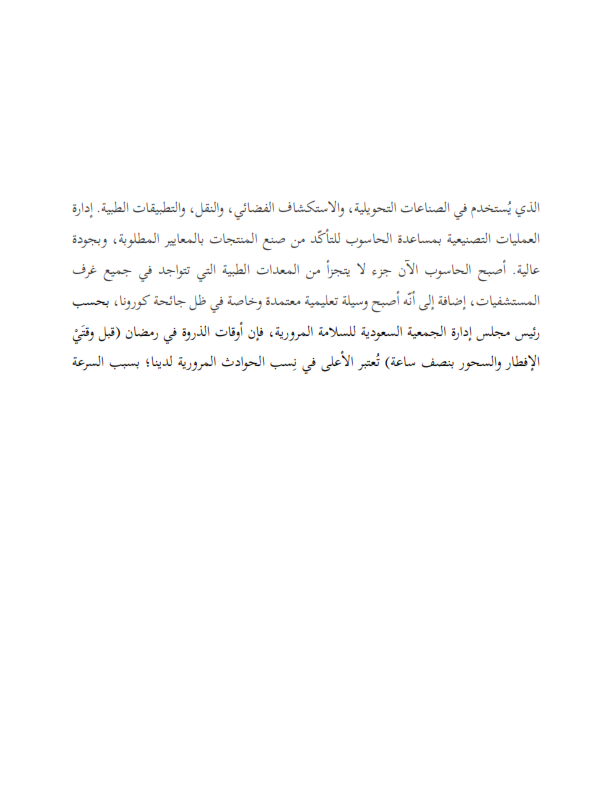 الذي يُستخدم في الصناعات التحويلية، والاستكشاف الفضائي، والنقل، والتطبيقات الطبية. إدارة
العمليات التصنيعية بمساعدة الحاسوب للتأكّد من صنع المنتجات بالمعايير المطلوبة، وبجودة
عالية. أصبح الحاسوب الآن جزء لا يتجزأ من المعدات الطبية التي تتواجد في جميع غرف
المستشفيات، إضافة إلى أنّه أصبح وسيلة تعليمية معتمدة وخاصة في ظل جائحة كورونا، بحسب
رئيس مجلس إدارة الجمعية السعودية للسلامة المرورية، فإن أوقات الذروة في رمضان (قبل وقتَيْ
الإفطار والسحور بنصف ساعة) تُعتبر الأعلى في نِسب الحوادث المرورية لدينا؛ بسبب السرعة